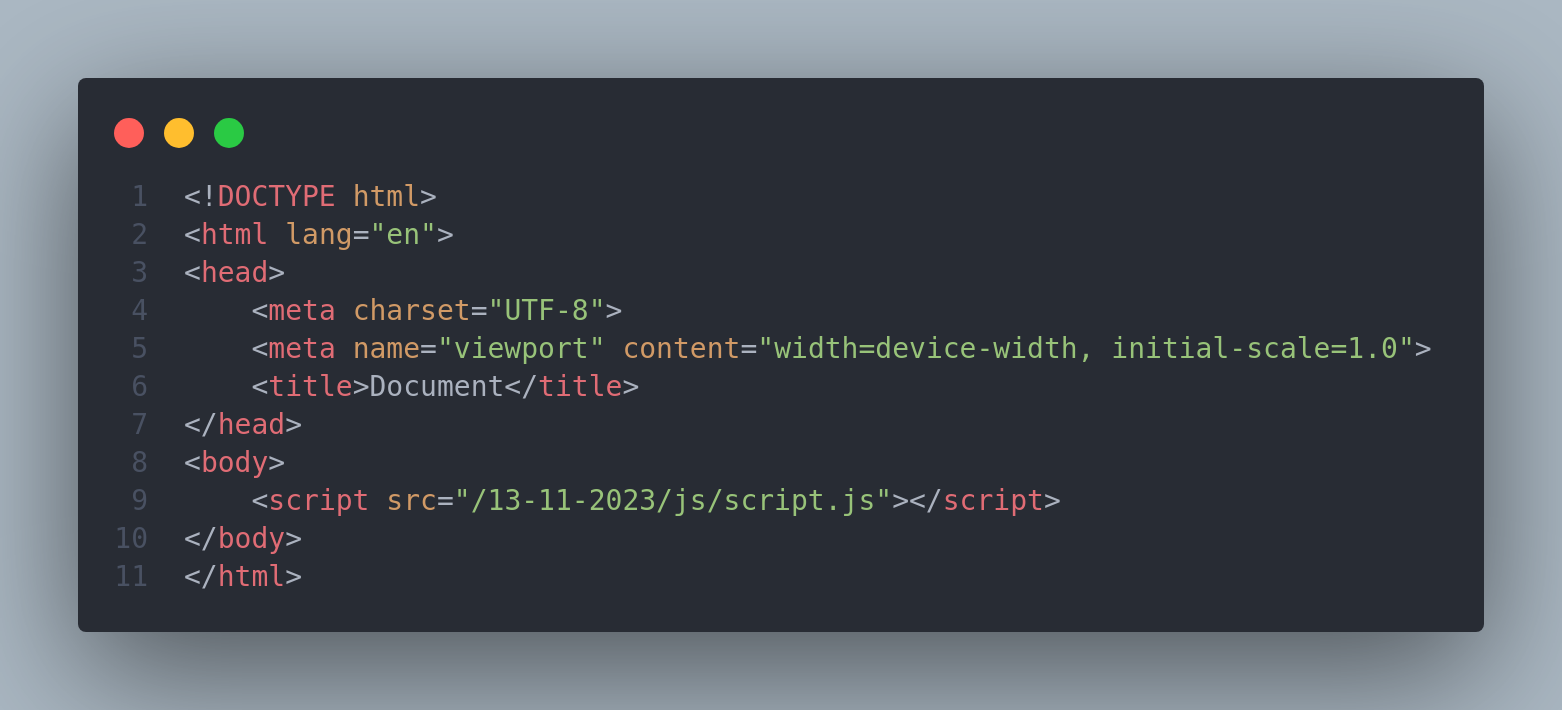 1 <!DOCTYPE html>
2 <html lang="en">
3 <head>
4     <meta charset="UTF-8">
5     <meta name="viewport" content="width=device-width, initial-scale=1.0">
6     <title>Document</title>
7 </head>
8 <body>
9     <script src="/13-11-2023/js/script.js"></script>
10 </body>
11 </html>